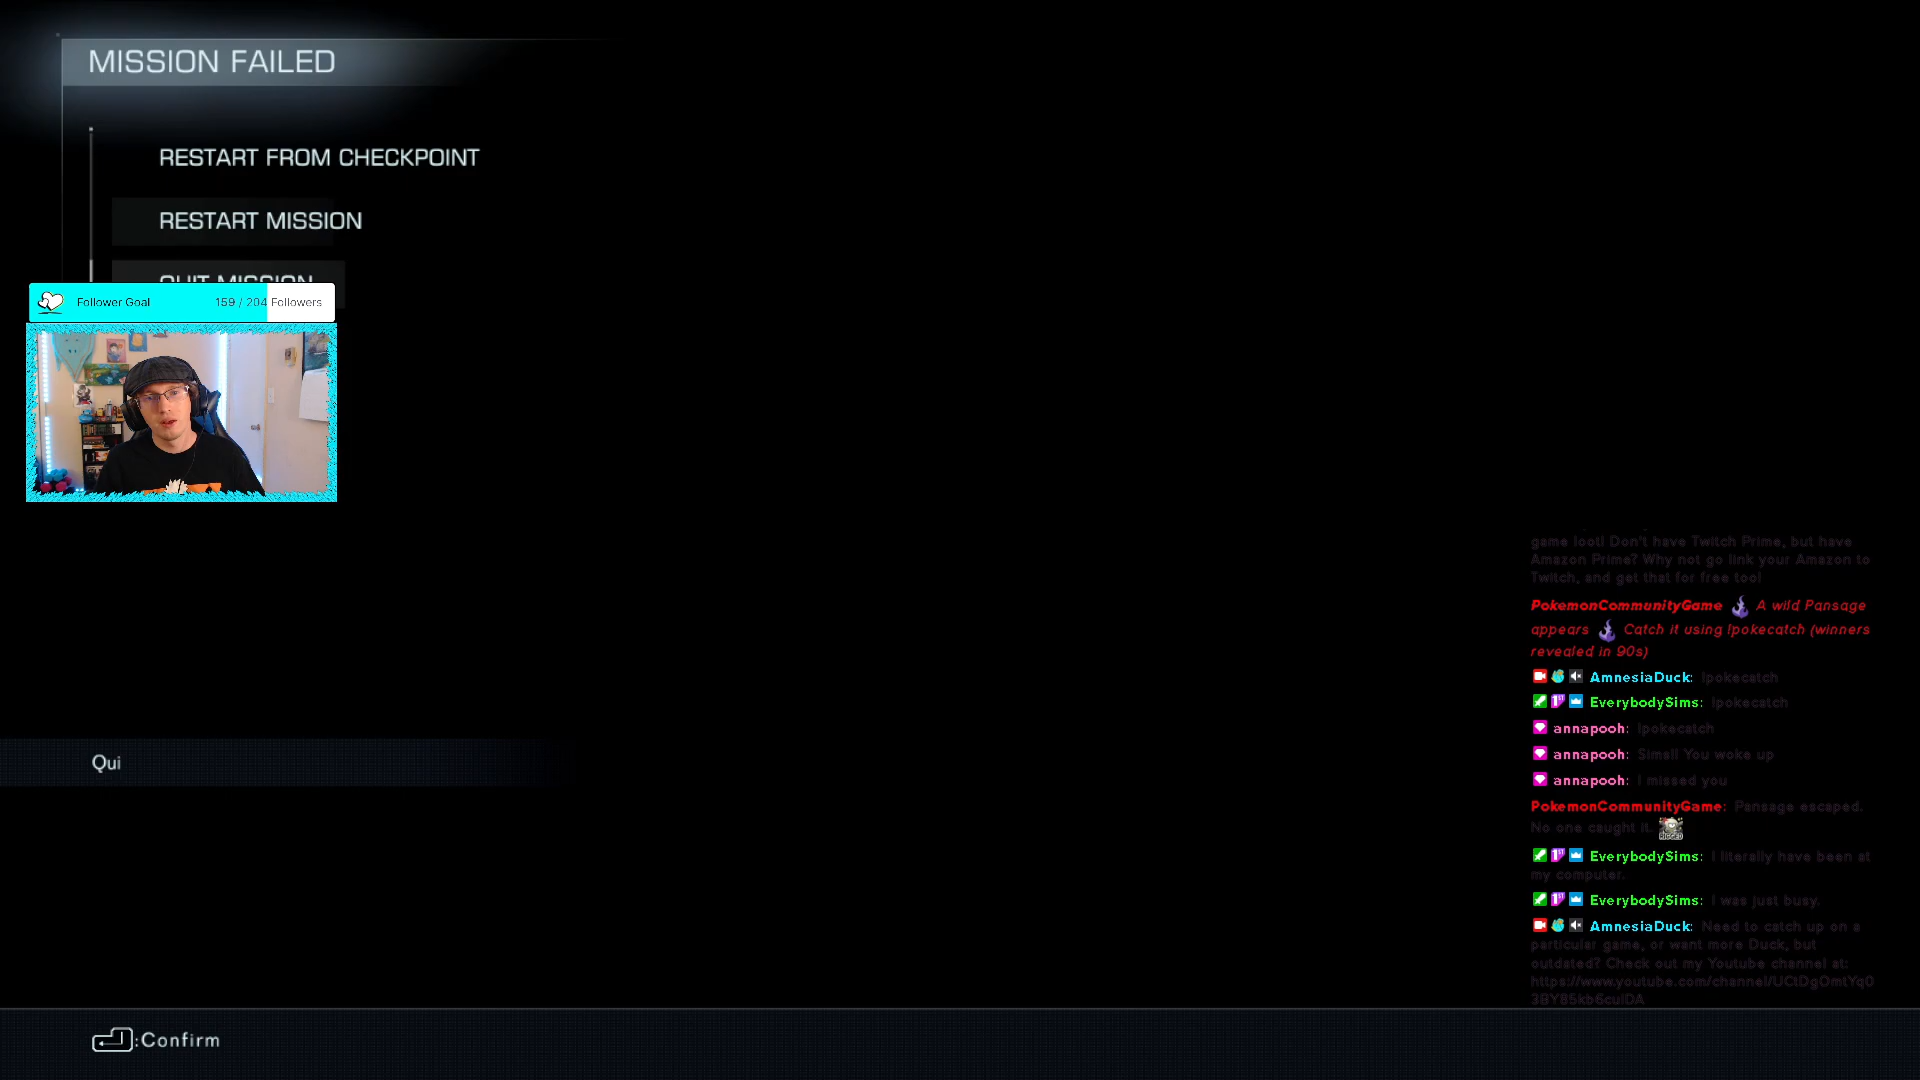 MISSION FAILED
RESTART FROM CHECKPOINT
RESTART MISSION
QUIT MISSION
Follower Goal 159 / 204 Followers
Qui
game loot! Don't have Twitch Prime, but have
Amazon Prime? Why not go link your Amazon to
Twitch, and get that for free too!
PokemonCommunityGame A wild Pansage
appears Catch it using !pokecatch (winners
revealed in 90s)
AmnesiaDuck: !pokecatch
EverybodySims: !pokecatch
annapooh: !pokecatch
annapooh: Sims!! You woke up
annapooh: I missed you
PokemonCommunityGame: Pansage escaped.
No one caught it.
EverybodySims: I literally have been at
my computer.
EverybodySims: I was just busy.
AmnesiaDuck: Need to catch up on a
particular game, or want more Duck, but
outdated? Check out my Youtube channel at:
:Confirm